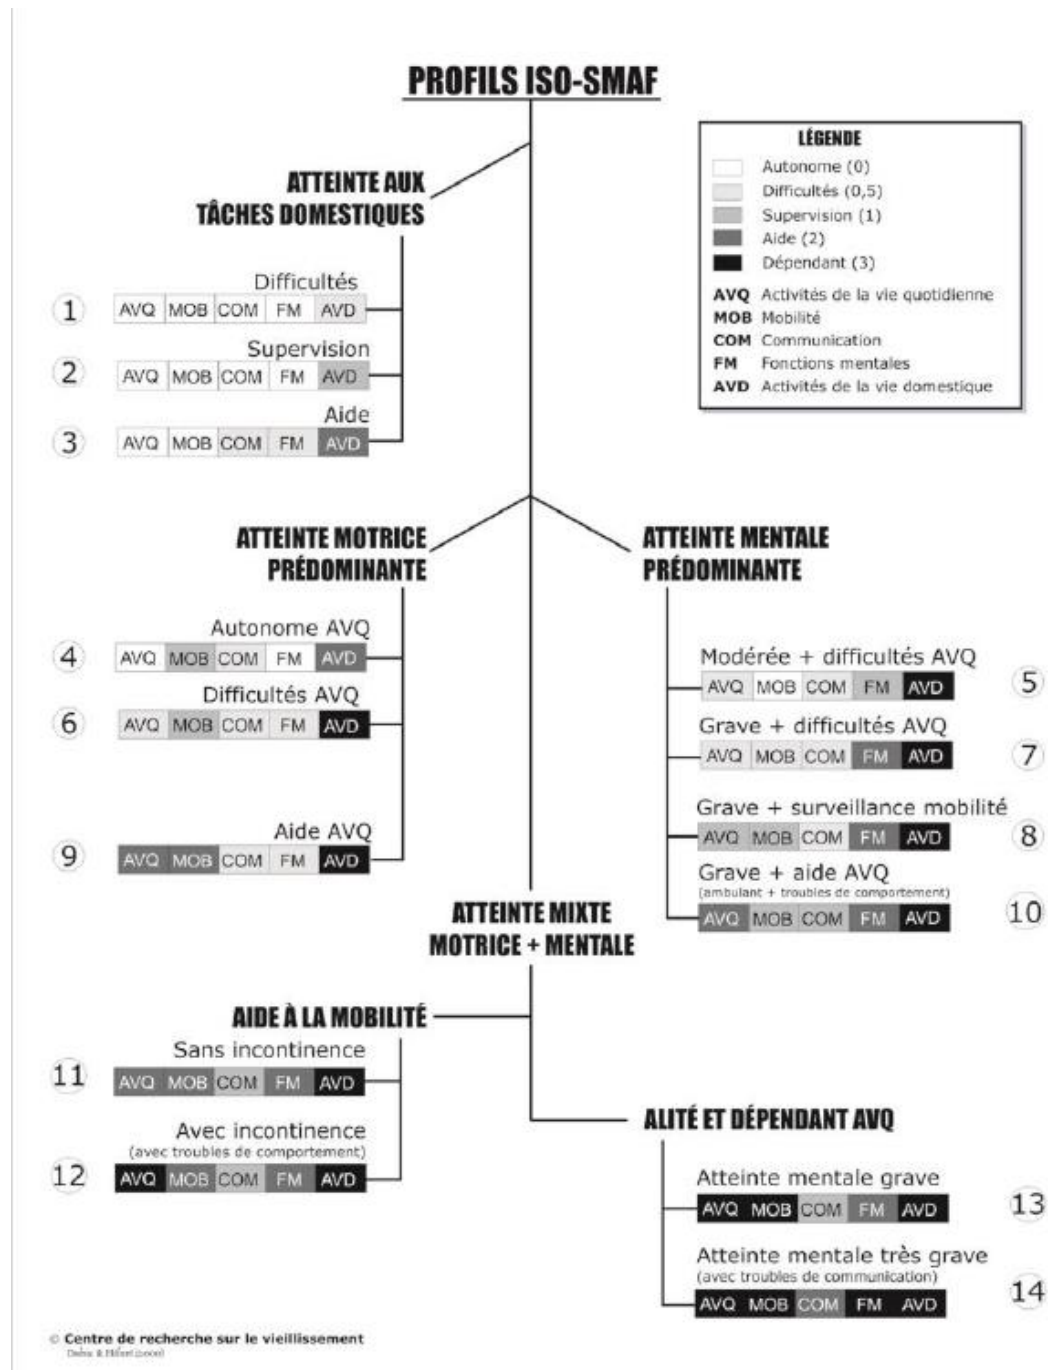 PROFILS ISO-SMAF
LÉGENDE
Autonome (0)
Difficultés (0,5)
Supervision (1)
Aide (2)
Dépendant (3)
AVQ Activités de la vie quotidienne
MOB Mobilité
COM Communication
FM Fonctions mentales
AVD Activités de la vie domestique
ATTEINTE AUX
TÂCHES DOMESTIQUES
Difficultés
1 AVQ MOB COM FM AVD
Supervision
2 AVQ MOB COM FM AVD
Aide
3 AVQ MOB COM FM AVD
ATTEINTE MOTRICE
PRÉDOMINANTE
Autonome AVQ
4 AVQ MOB COM FM AVD
Difficultés AVQ
6 AVQ MOB COM FM AVD
Aide AVQ
9 AVQ MOB COM FM AVD
ATTEINTE MENTALE
PRÉDOMINANTE
Modérée + difficultés AVQ
AVQ MOB COM FM AVD 5
Grave + difficultés AVQ
AVQ MOB COM FM AVD 7
Grave + surveillance mobilité
AVQ MOB COM FM AVD 8
Grave + aide AVQ
(ambulant + troubles de comportement)
AVQ MOB COM FM AVD 10
ATTEINTE MIXTE
MOTRICE + MENTALE
AIDE À LA MOBILITÉ
Sans incontinence
11 AVQ MOB COM FM AVD
Avec incontinence
(avec troubles de comportement)
12 AVQ MOB COM FM AVD
ALITÉ ET DÉPENDANT AVQ
Atteinte mentale grave
AVQ MOB COM FM AVD 13
Atteinte mentale très grave
(avec troubles de communication)
AVQ MOB COM FM AVD 14
© Centre de recherche sur le vieillissement